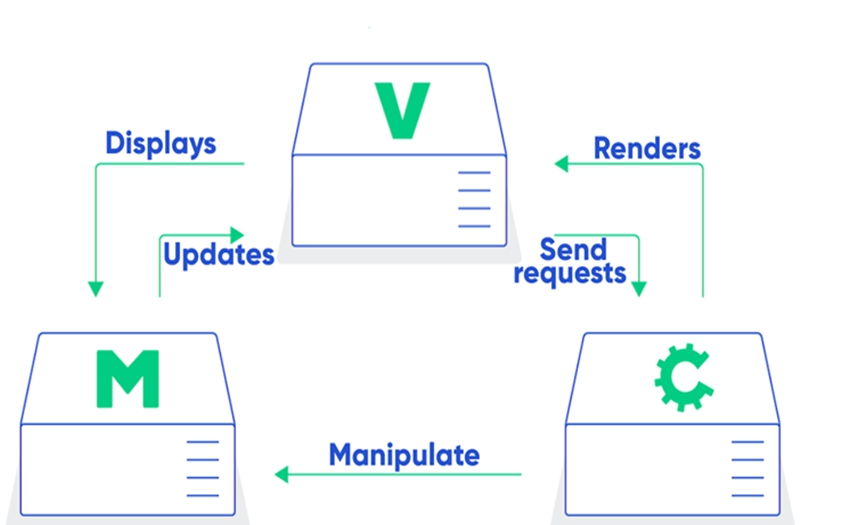 V
Displays
Renders
Updates
Send
requests
M
C
Manipulate